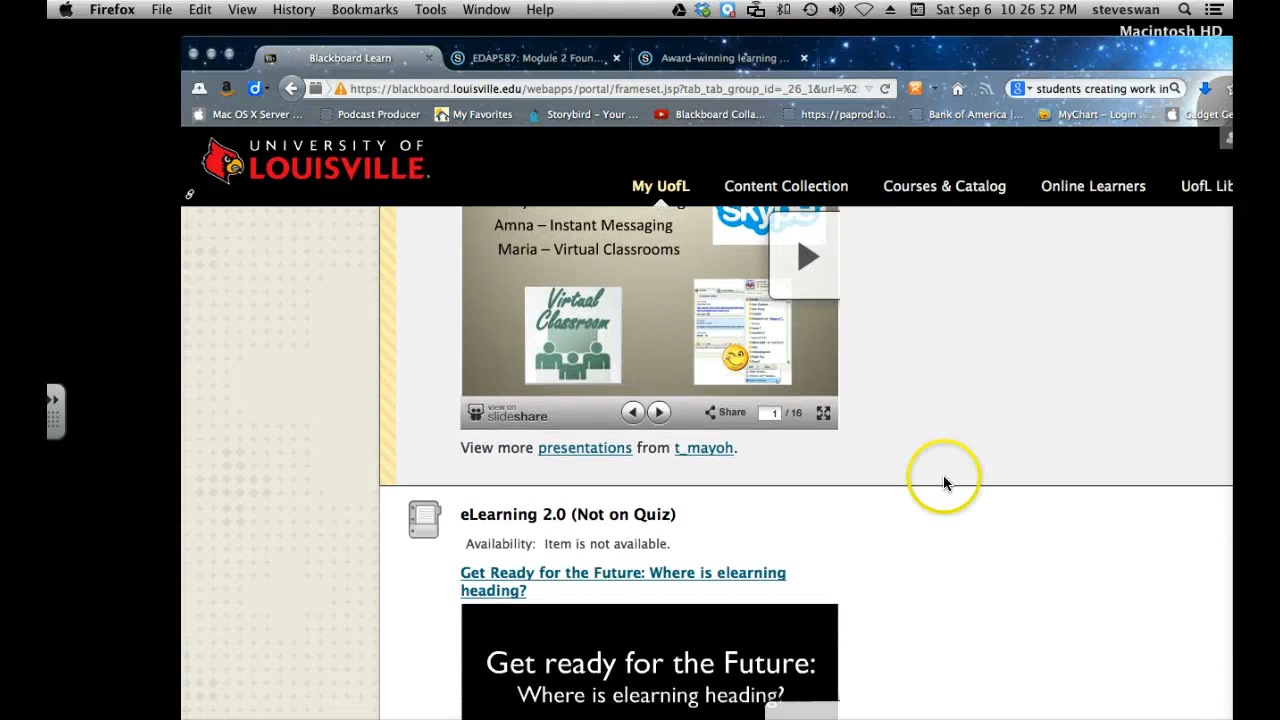 Firefox File Edit View History Bookmarks Tools Window Help Sat Sep 6 10:26:52 PM steveswan
Macintosh HD
Blackboard Learn EDAP587: Module 2 Foun... Award-winning learning ...
https://blackboard.louisville.edu/webapps/portal/frameset.jsp?tab_tab_group_id=_26_1&url=%2 students creating work in
Mac OS X Server ... Podcast Producer My Favorites Storybird – Your ... Blackboard Colla... https://paprod:lo... Bank of America |... MyChart – Login ... Gadget Ge
UNIVERSITY OF
LOUISVILLE.
My UofL Content Collection Courses & Catalog Online Learners UofL Lib
Amna – Instant Messaging
Maria – Virtual Classrooms
Virtual
Classroom
view on
slideshare
Share 1 / 16
View more presentations from t_mayoh.
eLearning 2.0 (Not on Quiz)
Availability: Item is not available.
Get Ready for the Future: Where is elearning
heading?
Get ready for the Future:
Where is elearning heading?